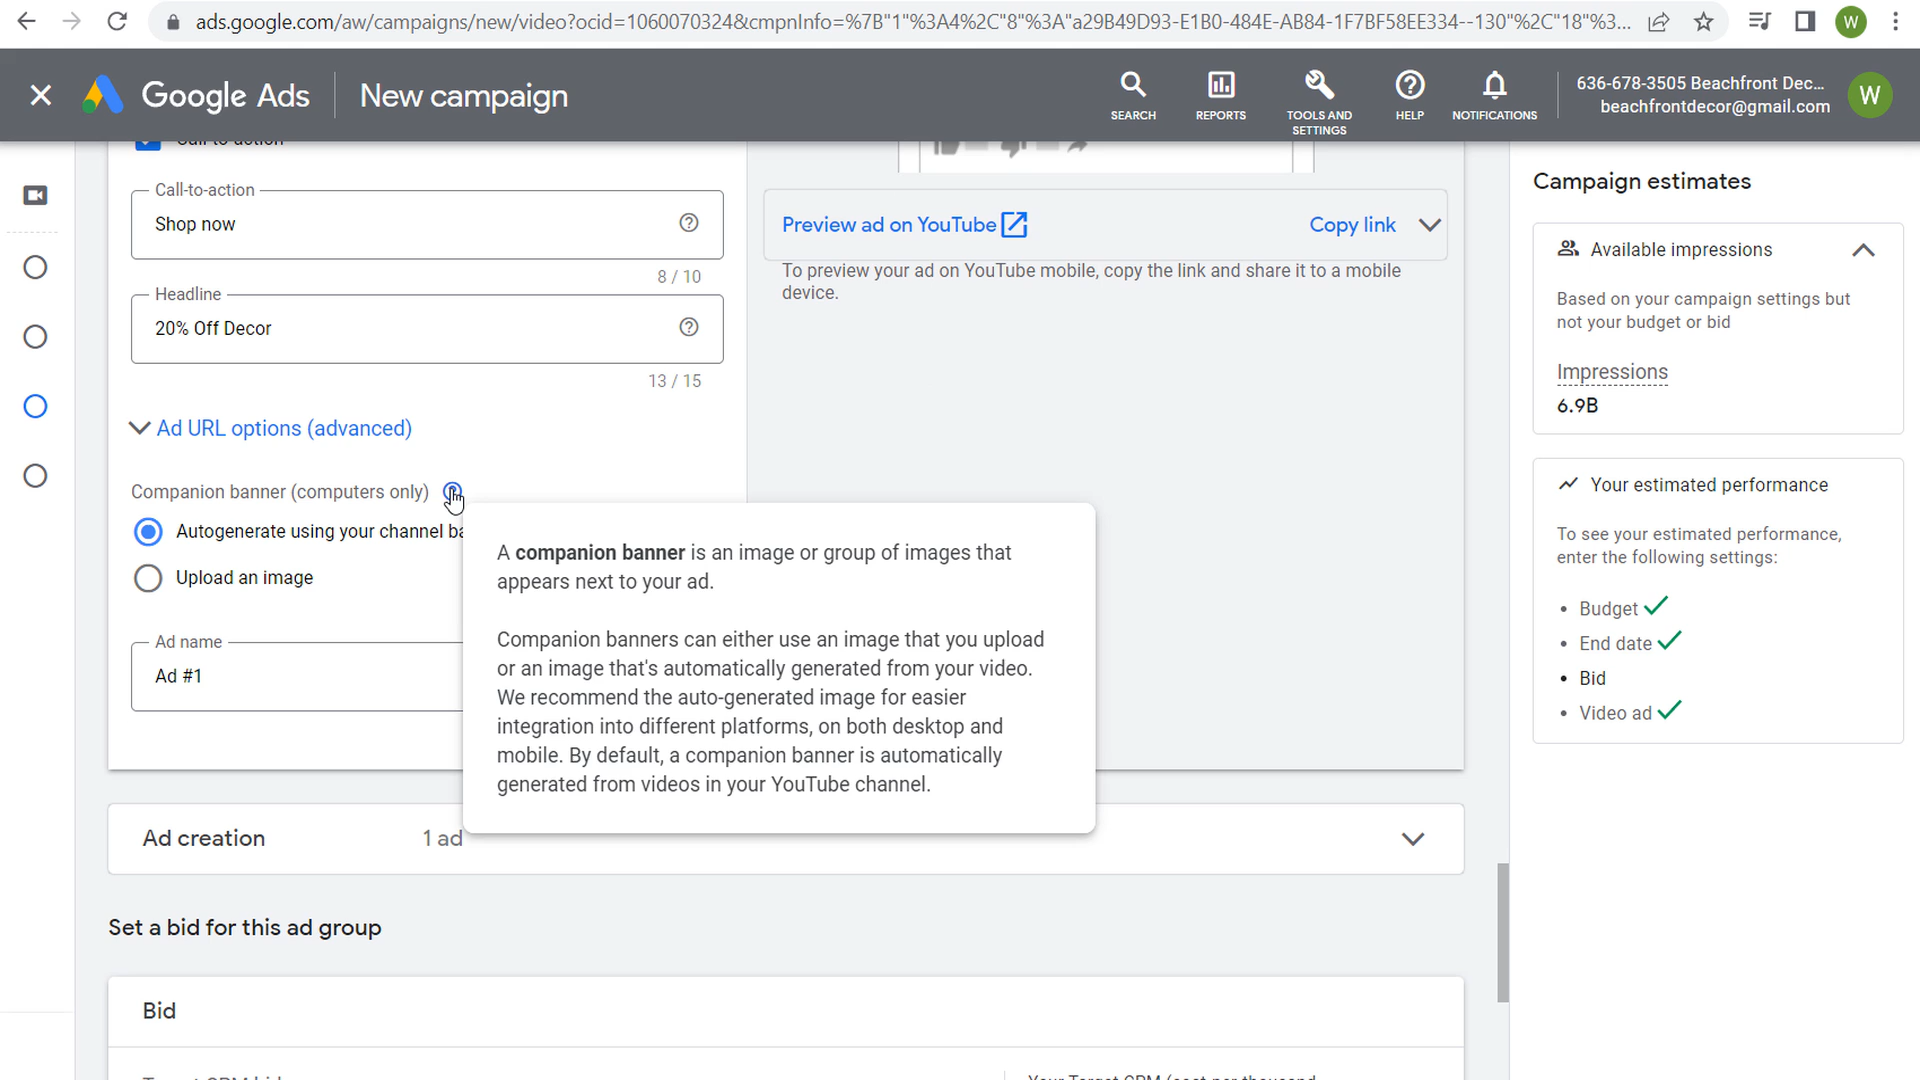 ads.google.com/aw/campaigns/new/video?ocid=1060070324&cmpnInfo=%7B"1"%3A4%2C"8"%3A"a29B49D93-E1B0-484E-AB84-1F7BF58EE334--130"%2C"18"%3...
W
Google Ads
New campaign
SEARCH
REPORTS
TOOLS AND
SETTINGS
HELP
NOTIFICATIONS
636-678-3505 Beachfront Dec...
beachfrontdecor@gmail.com
W
Call-to-action
Call-to-action
Shop now
8 / 10
Headline
20% Off Decor
13 / 15
Ad URL options (advanced)
Companion banner (computers only)
Autogenerate using your channel ba
Upload an image
Ad name
Ad #1
A companion banner is an image or group of images that
appears next to your ad.
Companion banners can either use an image that you upload
or an image that's automatically generated from your video.
We recommend the auto-generated image for easier
integration into different platforms, on both desktop and
mobile. By default, a companion banner is automatically
generated from videos in your YouTube channel.
Preview ad on YouTube
Copy link
To preview your ad on YouTube mobile, copy the link and share it to a mobile
device.
Ad creation
1 ad
Set a bid for this ad group
Bid
Campaign estimates
Available impressions
Based on your campaign settings but
not your budget or bid
Impressions
6.9B
Your estimated performance
To see your estimated performance,
enter the following settings:
• Budget
• End date
• Bid
• Video ad